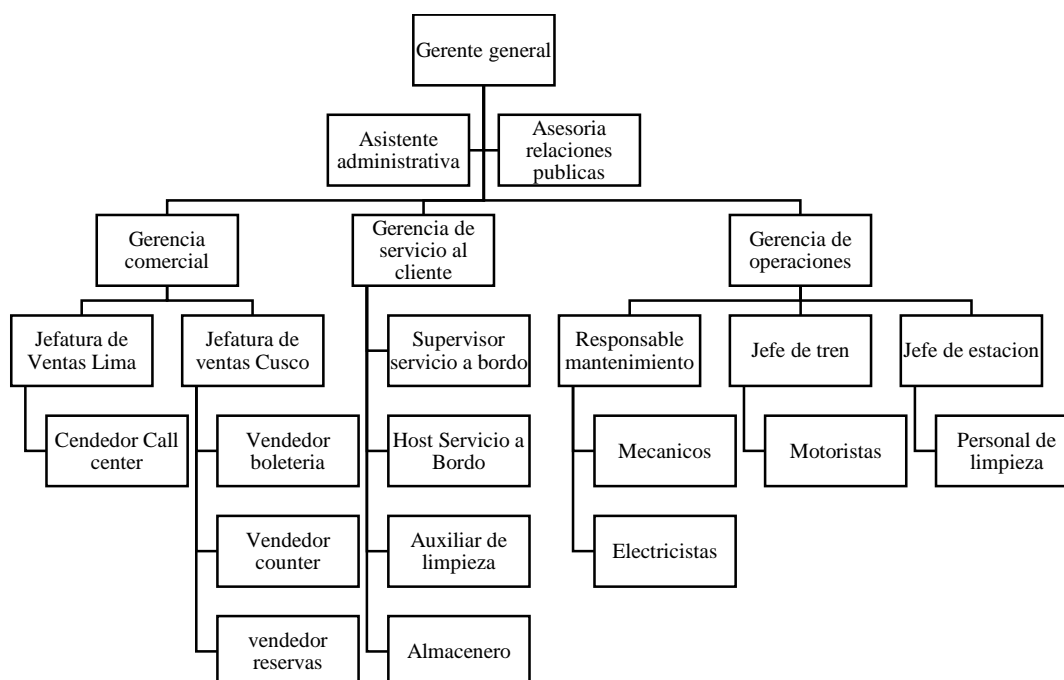 Gerente general
Asistente
administrativa
Asesoria
relaciones
publicas
Gerencia
comercial
Gerencia de
servicio al
cliente
Gerencia de
operaciones
Jefatura de
Ventas Lima
Jefatura de
ventas Cusco
Supervisor
servicio a bordo
Responsable
mantenimiento
Jefe de tren
Jefe de estacion
Cendedor Call
center
Vendedor
boleteria
Host Servicio a
Bordo
Mecanicos
Motoristas
Personal de
limpieza
Vendedor
counter
Auxiliar de
limpieza
Electricistas
vendedor
reservas
Almacenero